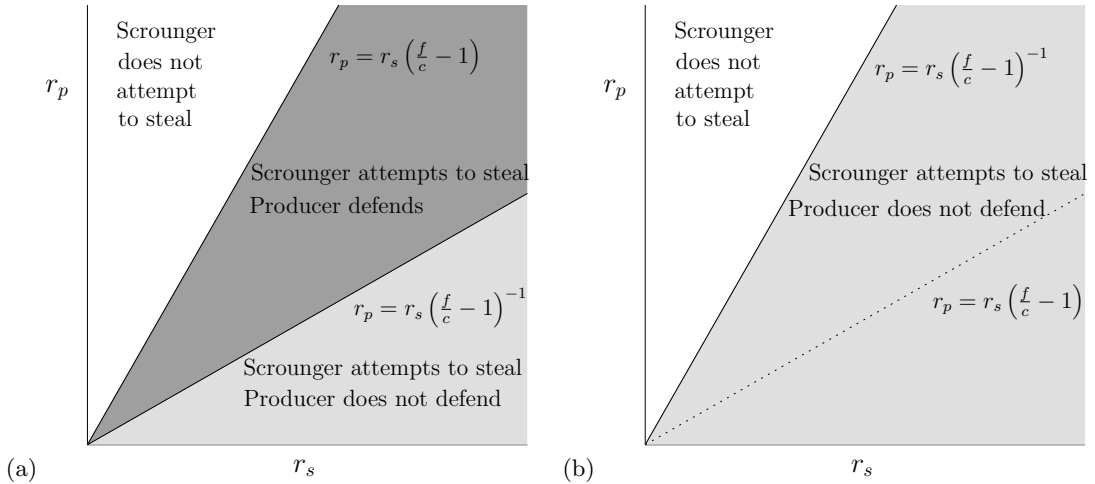 Scrounger
does not
attempt
to steal
r_p
r_p = r_s (f/c − 1)
Scrounger attempts to steal
Producer defends
r_p = r_s (f/c − 1)^{−1}
Scrounger attempts to steal
Producer does not defend
(a)
r_s
Scrounger
does not
attempt
to steal
r_p
r_p = r_s (f/c − 1)^{−1}
Scrounger attempts to steal
Producer does not defend
r_p = r_s (f/c − 1)
(b)
r_s